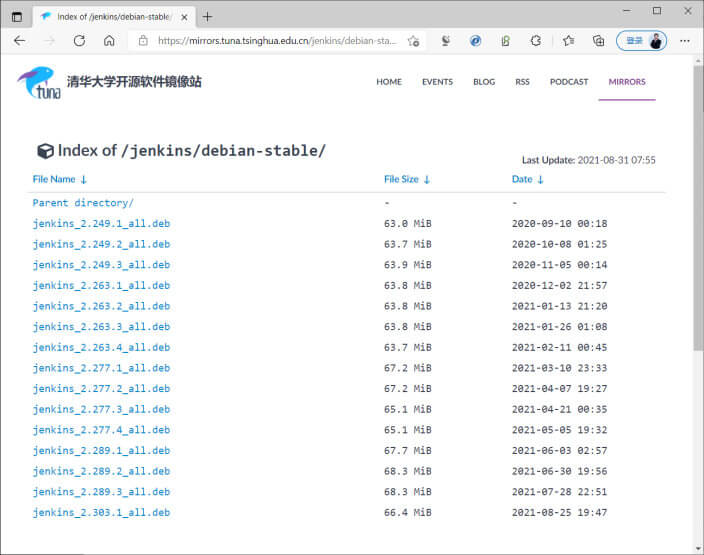 Index of /jenkins/debian-stable/
https://mirrors.tuna.tsinghua.edu.cn/jenkins/debian-sta...
登录
tuna
清华大学开源软件镜像站
HOME EVENTS BLOG RSS PODCAST MIRRORS
Index of /jenkins/debian-stable/
Last Update: 2021-08-31 07:55
File Name ↓ File Size ↓ Date ↓
Parent directory/ - -
jenkins_2.249.1_all.deb 63.0 MiB 2020-09-10 00:18
jenkins_2.249.2_all.deb 63.7 MiB 2020-10-08 01:25
jenkins_2.249.3_all.deb 63.9 MiB 2020-11-05 00:14
jenkins_2.263.1_all.deb 63.8 MiB 2020-12-02 21:57
jenkins_2.263.2_all.deb 63.8 MiB 2021-01-13 21:20
jenkins_2.263.3_all.deb 63.8 MiB 2021-01-26 01:08
jenkins_2.263.4_all.deb 63.7 MiB 2021-02-11 00:45
jenkins_2.277.1_all.deb 67.2 MiB 2021-03-10 23:33
jenkins_2.277.2_all.deb 67.2 MiB 2021-04-07 19:27
jenkins_2.277.3_all.deb 65.1 MiB 2021-04-21 00:35
jenkins_2.277.4_all.deb 65.1 MiB 2021-05-05 19:32
jenkins_2.289.1_all.deb 67.7 MiB 2021-06-03 02:57
jenkins_2.289.2_all.deb 68.3 MiB 2021-06-30 19:56
jenkins_2.289.3_all.deb 68.3 MiB 2021-07-28 22:51
jenkins_2.303.1_all.deb 66.4 MiB 2021-08-25 19:47